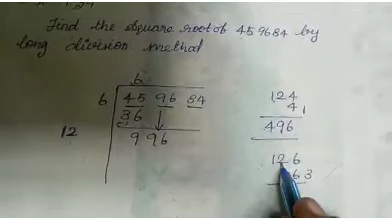 Find the square root of 459684 by
long division method
6
6 45 96 84
36
12 9 96
124
4
496
126
63